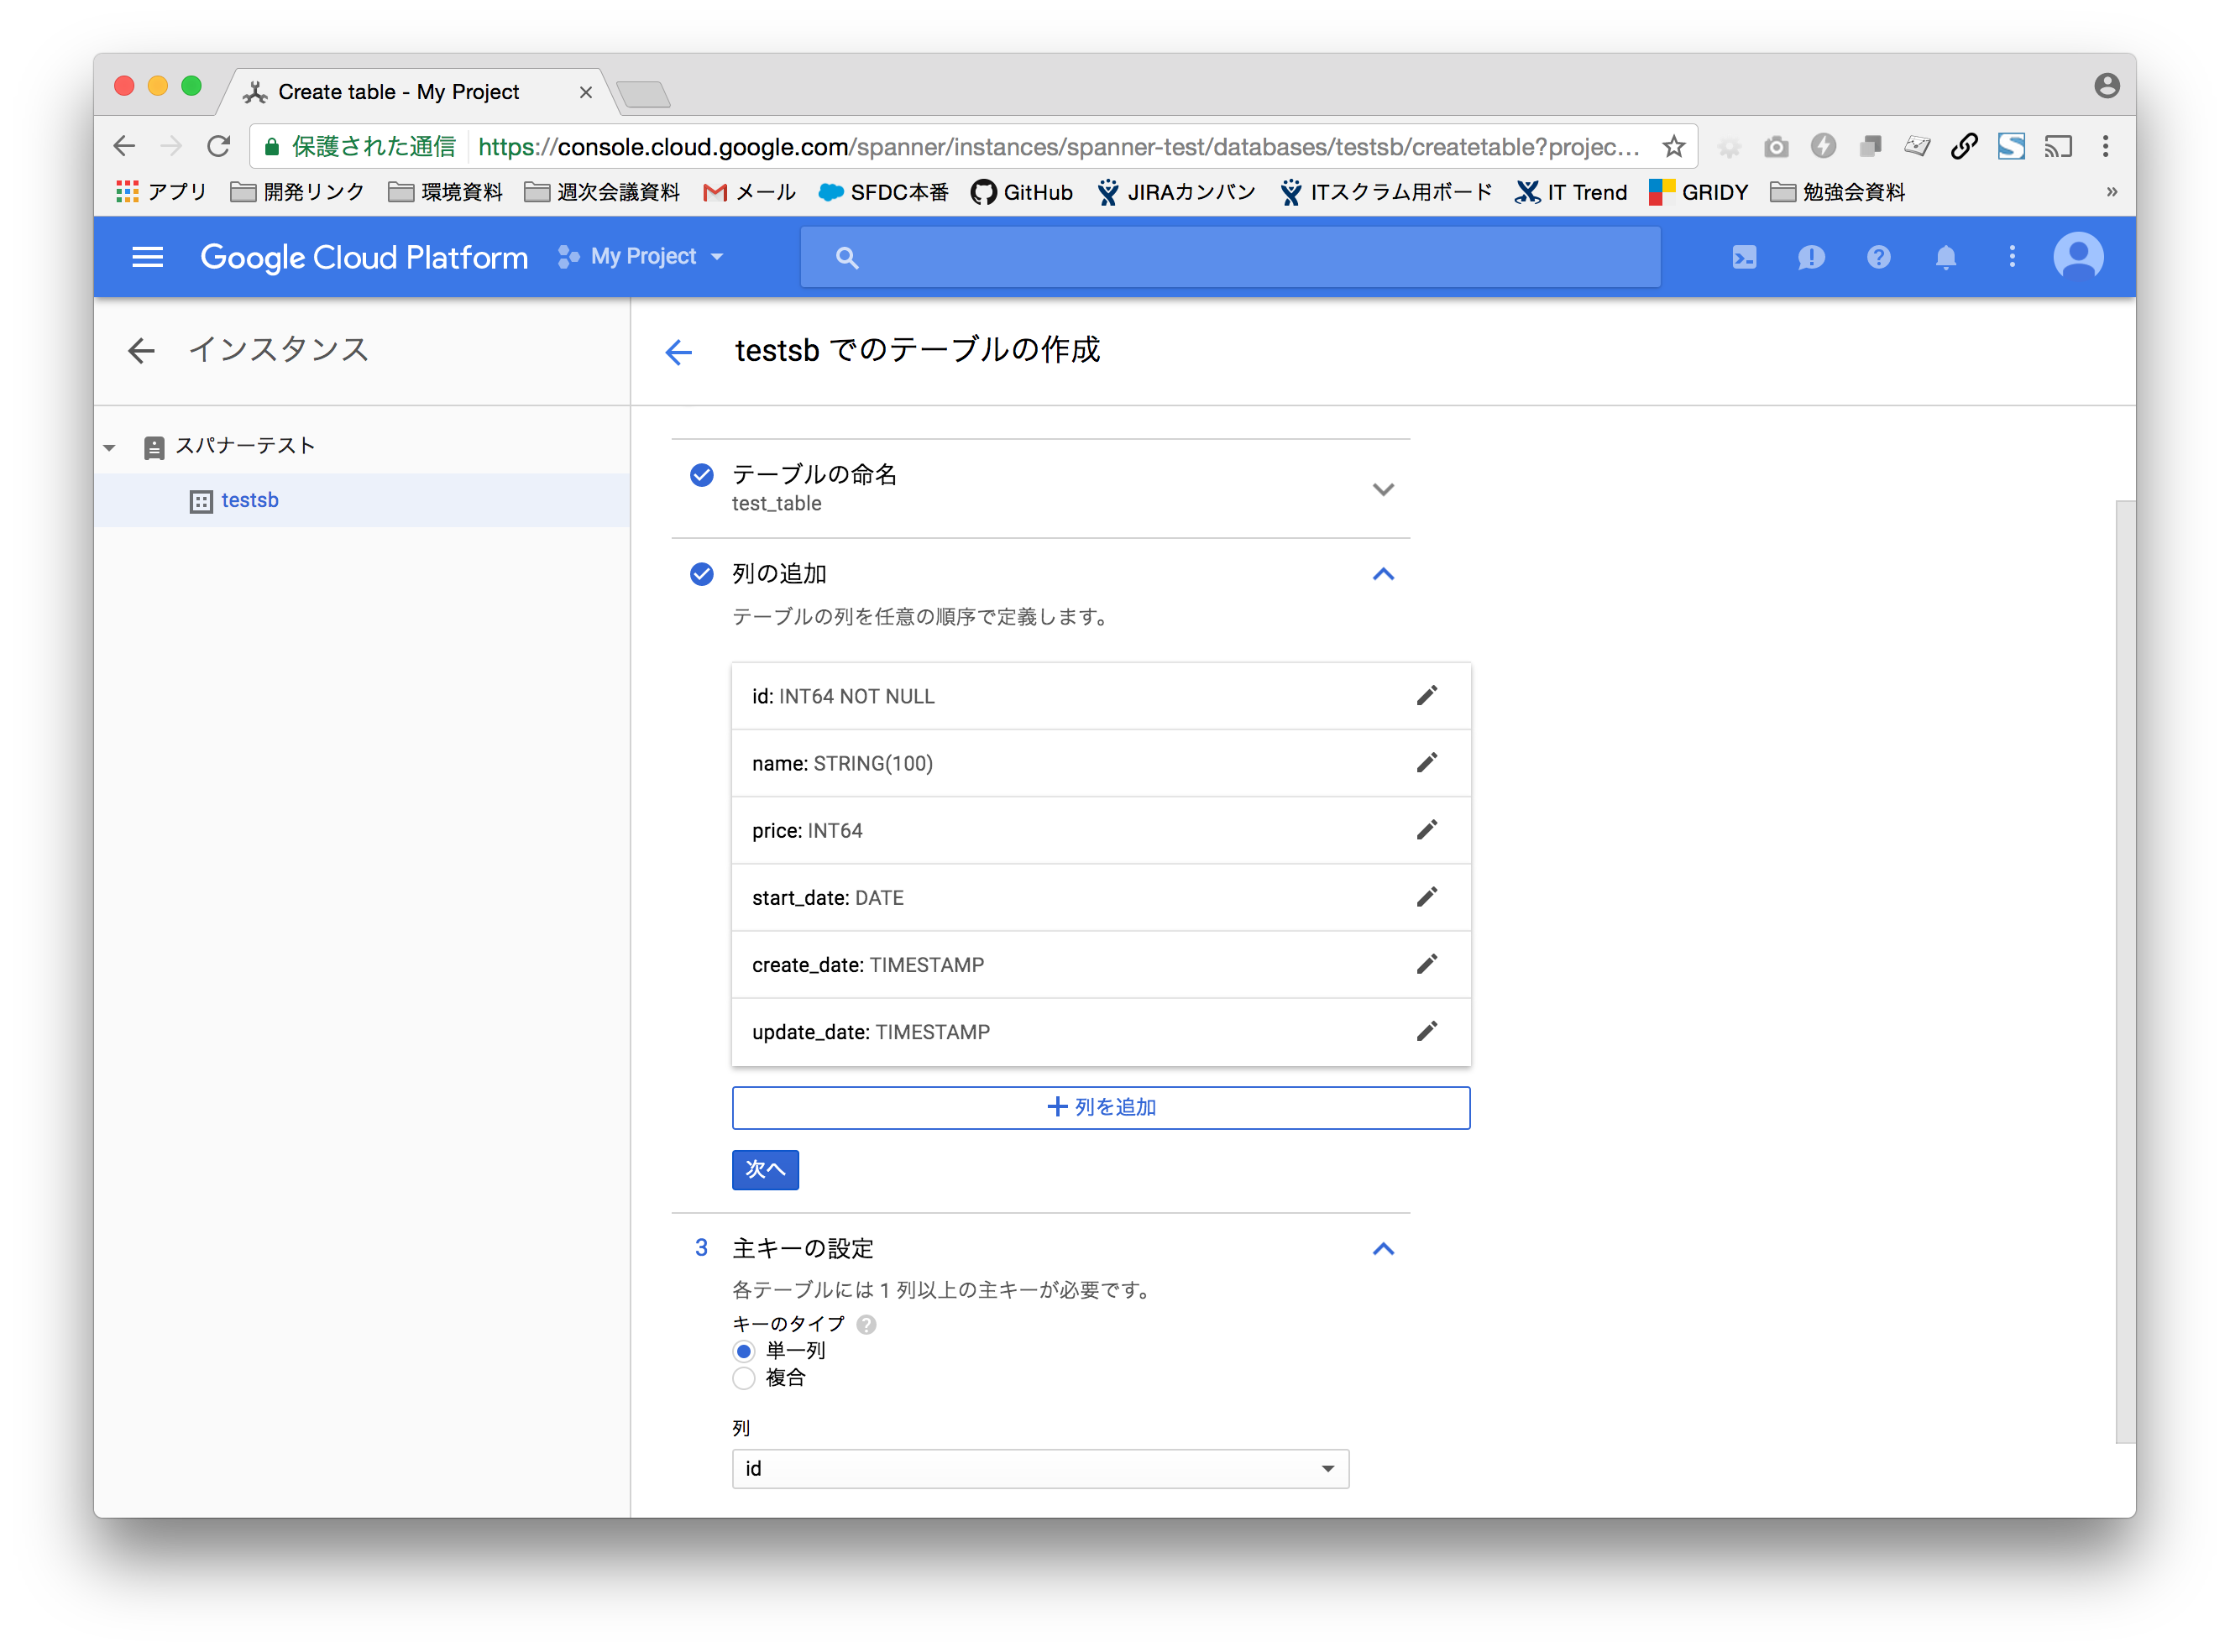 Create table - My Project
保護された通信 https://console.cloud.google.com/spanner/instances/spanner-test/databases/testsb/createtable?projec...
アプリ 開発リンク 環境資料 週次会議資料 メール SFDC本番 GitHub JIRAカンバン ITスクラム用ボード IT Trend GRIDY 勉強会資料 »
Google Cloud Platform My Project
インスタンス
testsb でのテーブルの作成
スパナーテスト
testsb
テーブルの命名
test_table
列の追加
テーブルの列を任意の順序で定義します。
id: INT64 NOT NULL
name: STRING(100)
price: INT64
start_date: DATE
create_date: TIMESTAMP
update_date: TIMESTAMP
+ 列を追加
次へ
3 主キーの設定
各テーブルには 1 列以上の主キーが必要です。
キーのタイプ ?
単一列
複合
列
id